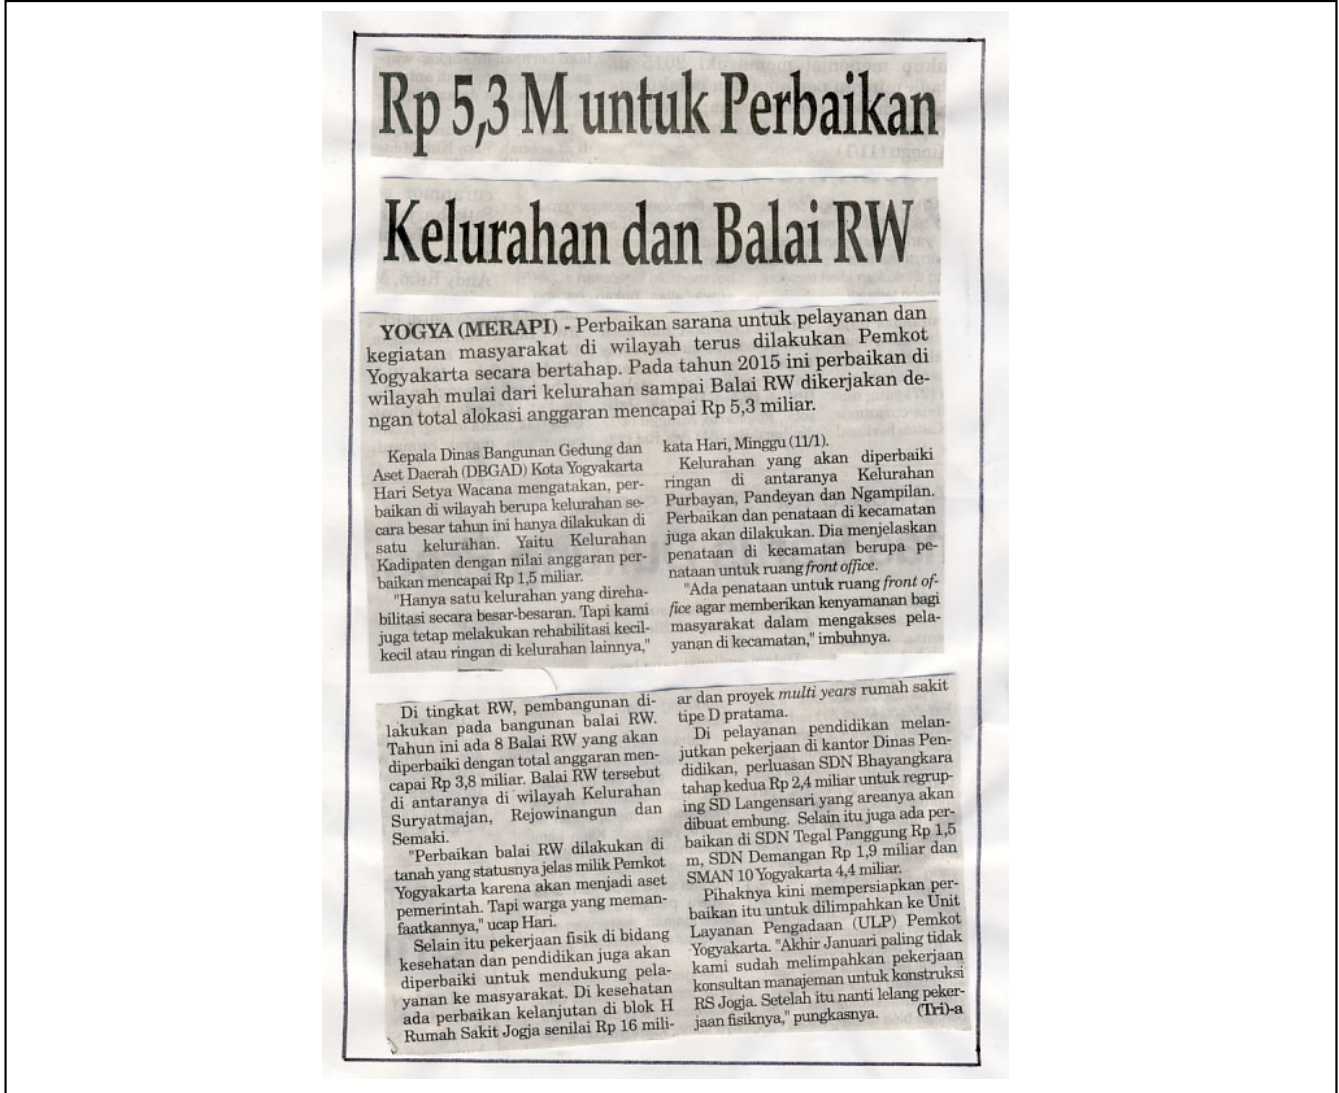 Rp 5,3 M untuk Perbaikan
Kelurahan dan Balai RW
YOGYA (MERAPI) - Perbaikan sarana untuk pelayanan dan
kegiatan masyarakat di wilayah terus dilakukan Pemkot
Yogyakarta secara bertahap. Pada tahun 2015 ini perbaikan di
wilayah mulai dari kelurahan sampai Balai RW dikerjakan de-
ngan total alokasi anggaran mencapai Rp 5,3 miliar.
Kepala Dinas Bangunan Gedung dan
Aset Daerah (DBGAD) Kota Yogyakarta
Hari Setya Wacana mengatakan, per-
baikan di wilayah berupa kelurahan se-
cara besar tahun ini hanya dilakukan di
satu kelurahan. Yaitu Kelurahan
Kadipaten dengan nilai anggaran per-
baikan mencapai Rp 1,5 miliar.
"Hanya satu kelurahan yang direha-
bilitasi secara besar-besaran. Tapi kami
juga tetap melakukan rehabilitasi kecil-
kecil atau ringan di kelurahan lainnya,"
kata Hari, Minggu (11/1).
Kelurahan yang akan diperbaiki
ringan di antaranya Kelurahan
Purbayan, Pandeyan dan Ngampilan.
Perbaikan dan penataan di kecamatan
juga akan dilakukan. Dia menjelaskan
penataan di kecamatan berupa pe-
nataan untuk ruang front office.
"Ada penataan untuk ruang front of-
fice agar memberikan kenyamanan bagi
masyarakat dalam mengakses pela-
yanan di kecamatan," imbuhnya.
Di tingkat RW, pembangunan di-
lakukan pada bangunan balai RW.
Tahun ini ada 8 Balai RW yang akan
diperbaiki dengan total anggaran men-
capai Rp 3,8 miliar. Balai RW tersebut
di antaranya di wilayah Kelurahan
Suryatmajan, Rejowinangun dan
Semaki.
"Perbaikan balai RW dilakukan di
tanah yang statusnya jelas milik Pemkot
Yogyakarta karena akan menjadi aset
pemerintah. Tapi warga yang meman-
faatkannya," ucap Hari.
Selain itu pekerjaan fisik di bidang
kesehatan dan pendidikan juga akan
diperbaiki untuk mendukung pela-
yanan ke masyarakat. Di kesehatan
ada perbaikan kelanjutan di blok H
Rumah Sakit Jogja senilai Rp 16 mili-
ar dan proyek multi years rumah sakit
tipe D pratama.
Di pelayanan pendidikan melan-
jutkan pekerjaan di kantor Dinas Pen-
didikan, perluasan SDN Bhayangkara
tahap kedua Rp 2,4 miliar untuk regrup-
ing SD Langensari yang areanya akan
dibuat embung. Selain itu juga ada per-
baikan di SDN Tegal Panggung Rp 1,5
m, SDN Demangan Rp 1,9 miliar dan
SMAN 10 Yogyakarta 4,4 miliar.
Pihaknya kini mempersiapkan per-
baikan itu untuk dilimpahkan ke Unit
Layanan Pengadaan (ULP) Pemkot
Yogyakarta. "Akhir Januari paling tidak
kami sudah melimpahkan pekerjaan
konsultan manajeman untuk konstruksi
RS Jogja. Setelah itu nanti lelang peker-
jaan fisiknya," pungkasnya. (Tri)-a